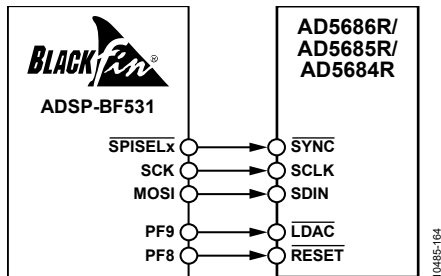 BLACKfin®
ADSP-BF531
AD5686R/
AD5685R/
AD5684R
SPISELx
SYNC
SCK
SCLK
MOSI
SDIN
PF9
LDAC
PF8
RESET
10485-164